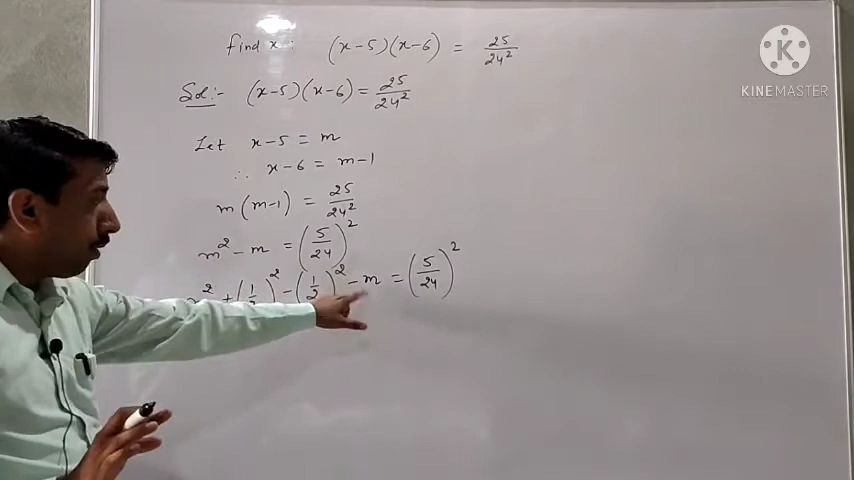 find x : (x-5)(x-6) = 25/24²
K
KINEMASTER
Sol:- (x-5)(x-6) = 25/24²
Let x-5 = m
∴ x-6 = m-1
m(m-1) = 25/24²
m² - m = (5/24)²
² + (1/2)² - (1/2)² - m = (5/24)²